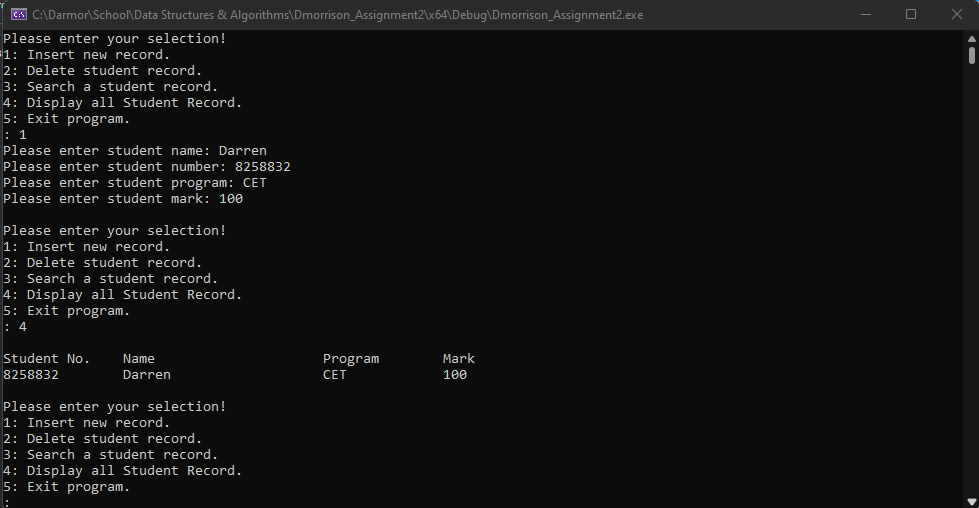 C:\Darmor\School\Data Structures & Algorithms\Dmorrison_Assignment2\x64\Debug\Dmorrison_Assignment2.exe
Please enter your selection!
1: Insert new record.
2: Delete student record.
3: Search a student record.
4: Display all Student Record.
5: Exit program.
: 1
Please enter student name: Darren
Please enter student number: 8258832
Please enter student program: CET
Please enter student mark: 100
Please enter your selection!
1: Insert new record.
2: Delete student record.
3: Search a student record.
4: Display all Student Record.
5: Exit program.
: 4
Student No. Name Program Mark
8258832 Darren CET 100
Please enter your selection!
1: Insert new record.
2: Delete student record.
3: Search a student record.
4: Display all Student Record.
5: Exit program.
: